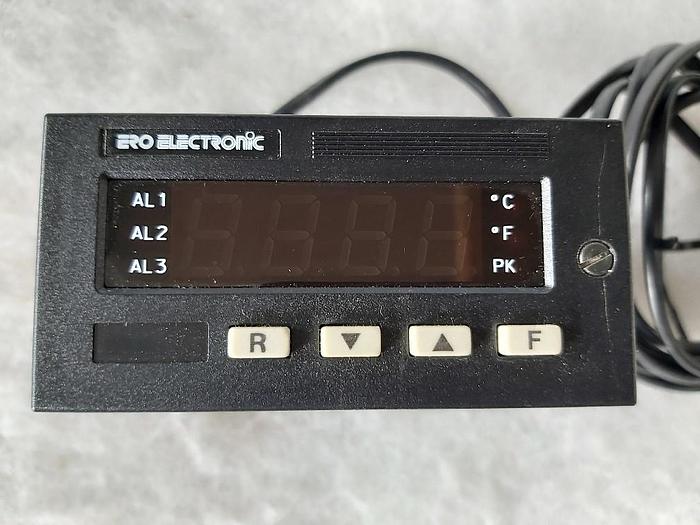 ERO ELECTRONIC
AL1 °C
AL2 °F
AL3 PK
R ▼ ▲ F